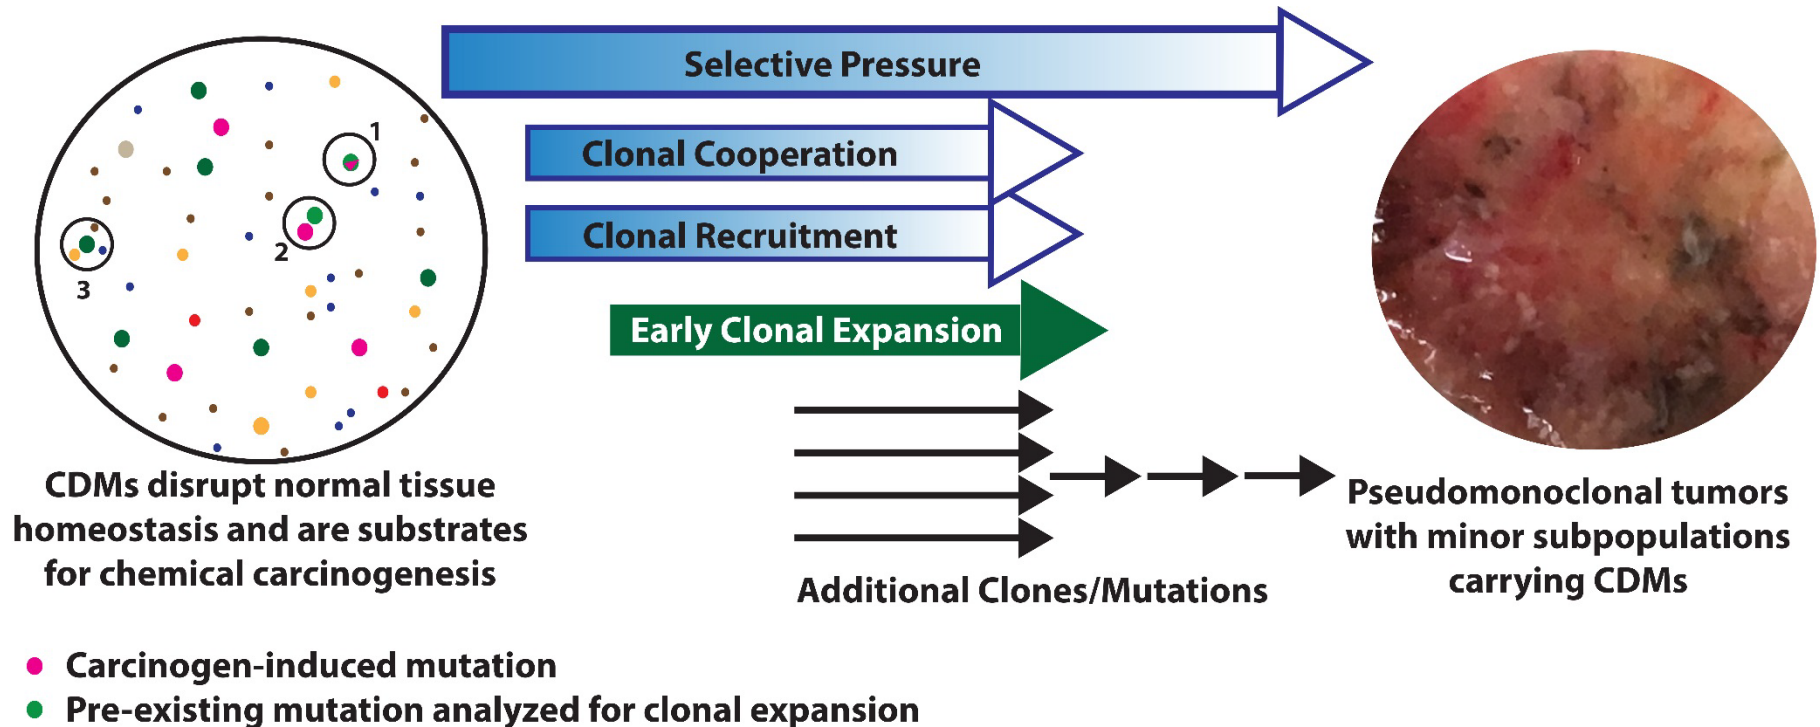 Selective Pressure
1
Clonal Cooperation
2
Clonal Recruitment
3
Early Clonal Expansion
CDMs disrupt normal tissue
homeostasis and are substrates
for chemical carcinogenesis
Additional Clones/Mutations
Pseudomonoclonal tumors
with minor subpopulations
carrying CDMs
Carcinogen-induced mutation
Pre-existing mutation analyzed for clonal expansion